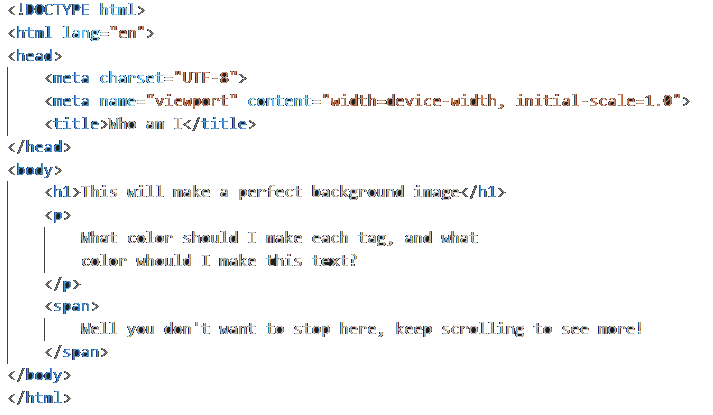 <!DOCTYPE html>
<html lang="en">
<head>
<meta charset="UTF-8">
<meta name="viewport" content="width=device-width, initial-scale=1.0">
<title>Who am I</title>
</head>
<body>
<h1>This will make a perfect background image</h1>
<p>
What color should I make each tag, and what
color whould I make this text?
</p>
<span>
Well you don't want to stop here, keep scrolling to see more!
</span>
</body>
</html>